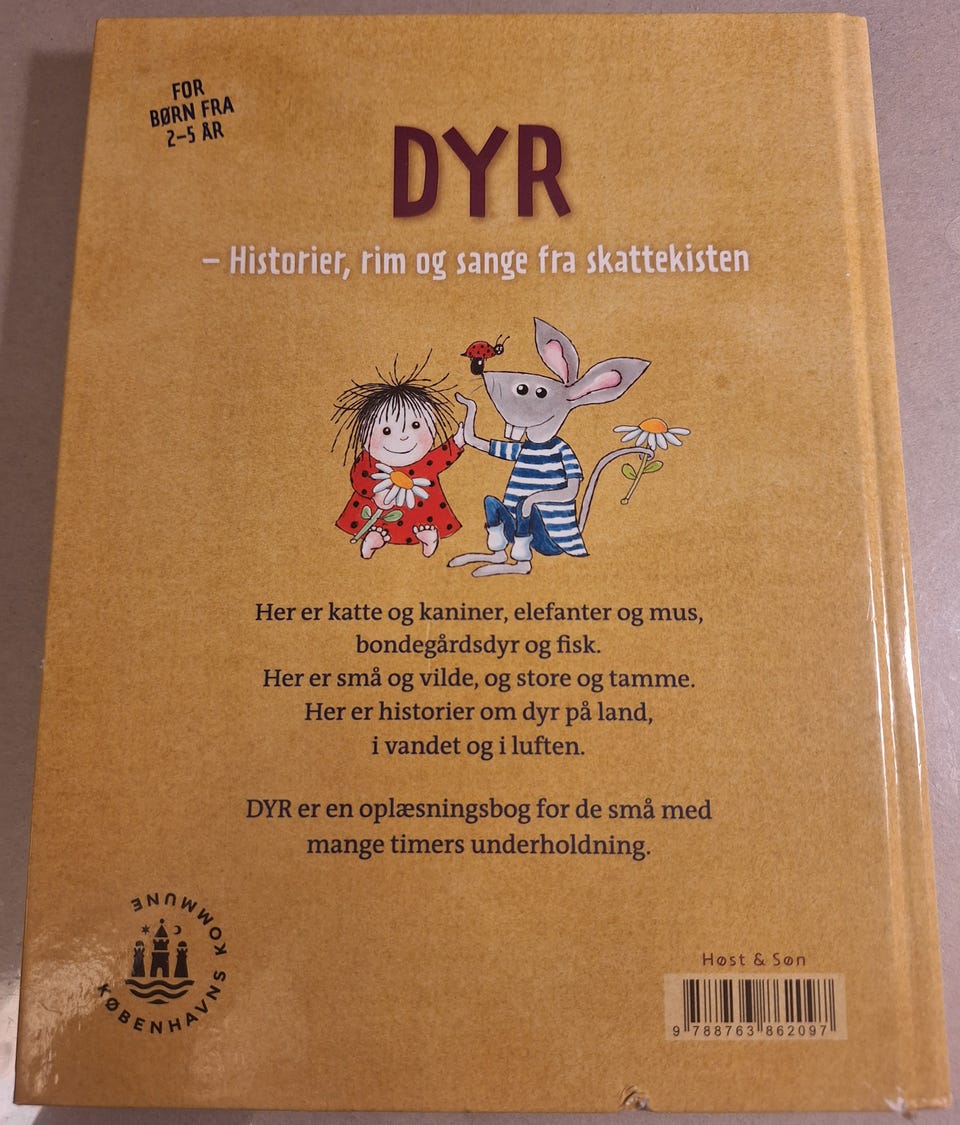 FOR
BØRN FRA
2–5 ÅR
DYR
– Historier, rim og sange fra skattekisten
Her er katte og kaniner, elefanter og mus,
bondegårdsdyr og fisk.
Her er små og vilde, og store og tamme.
Her er historier om dyr på land,
i vandet og i luften.
DYR er en oplæsningsbog for de små med
mange timers underholdning.
KØBENHAVNS KOMMUNE
Høst & Søn
9 788763 862097